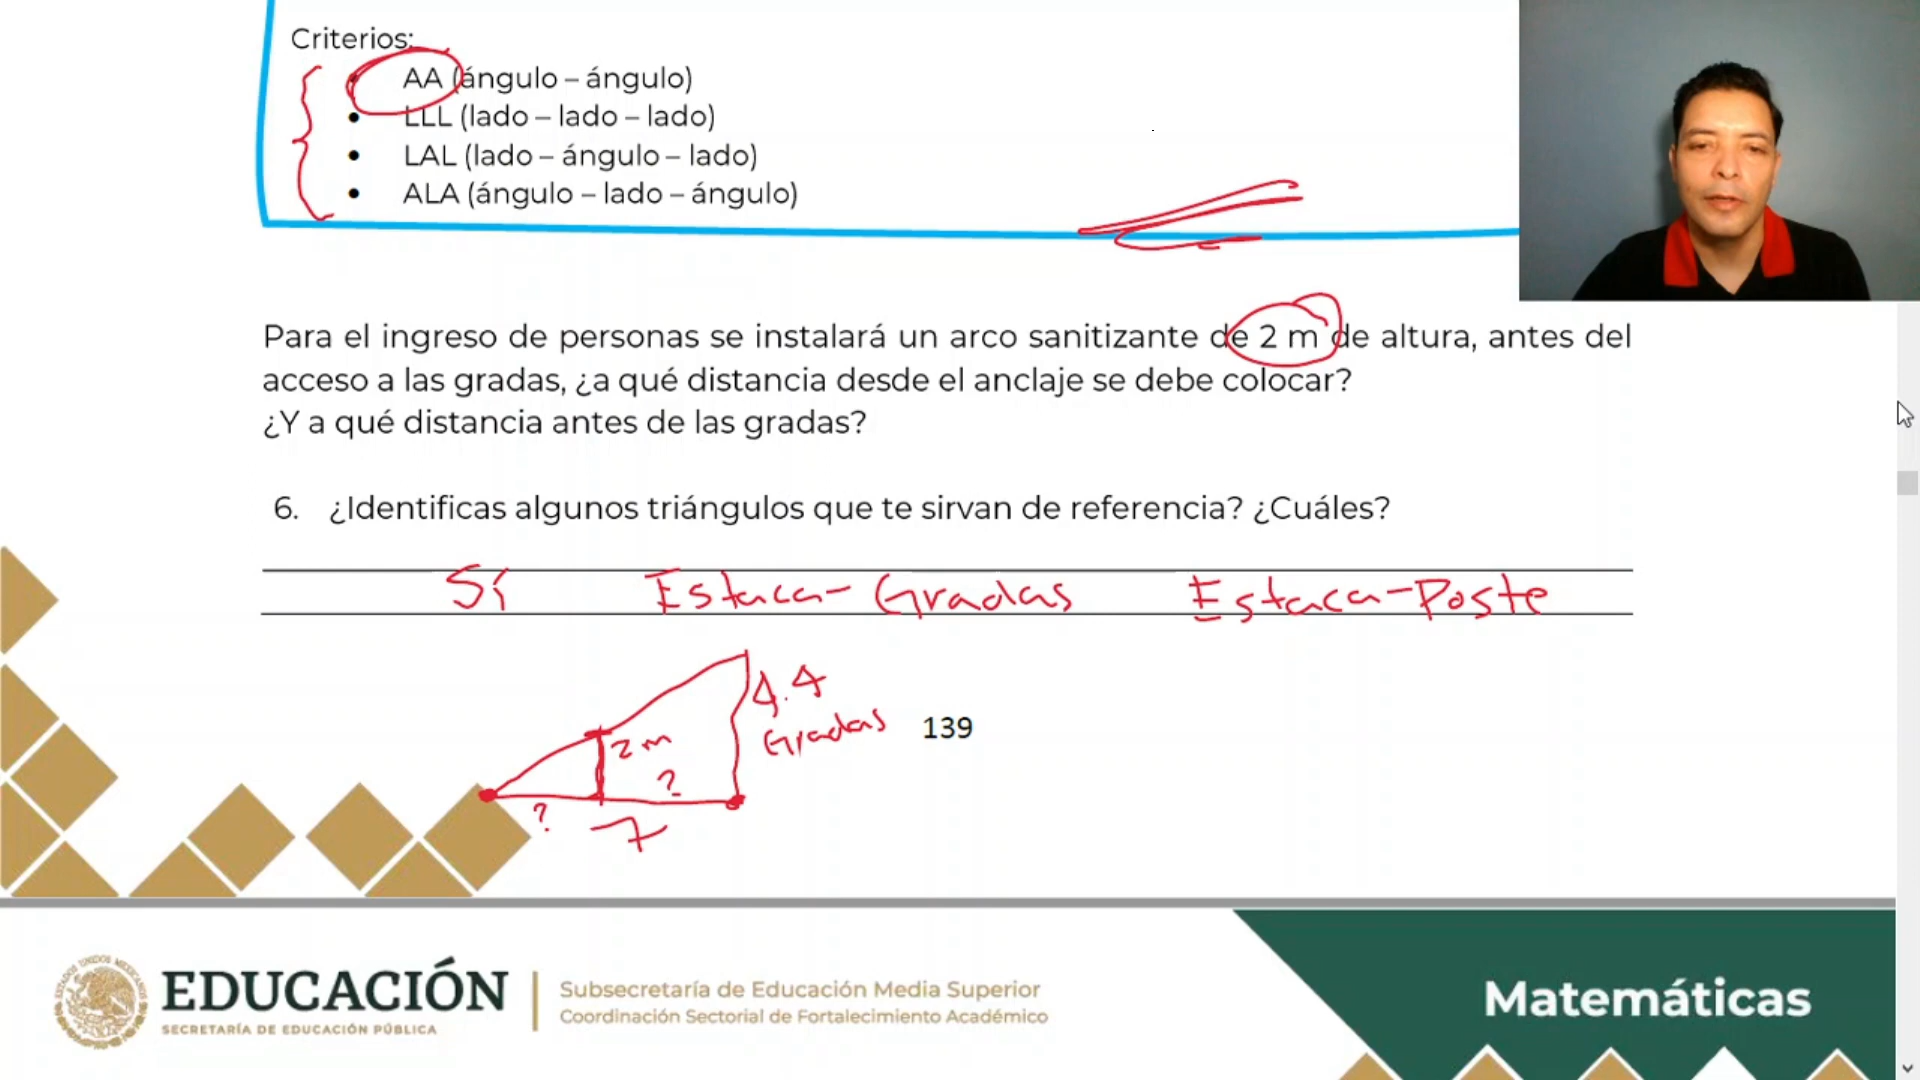 Criterios:
• AA (ángulo – ángulo)
• LLL (lado – lado – lado)
• LAL (lado – ángulo – lado)
• ALA (ángulo – lado – ángulo)
Para el ingreso de personas se instalará un arco sanitizante de 2 m de altura, antes del
acceso a las gradas, ¿a qué distancia desde el anclaje se debe colocar?
¿Y a qué distancia antes de las gradas?
6. ¿Identificas algunos triángulos que te sirvan de referencia? ¿Cuáles?
Sí Estaca-Gradas Estaca-Poste
4.4
Gradas
2m
?
?
7
139
EDUCACIÓN
SECRETARÍA DE EDUCACIÓN PÚBLICA
Subsecretaría de Educación Media Superior
Coordinación Sectorial de Fortalecimiento Académico
Matemáticas